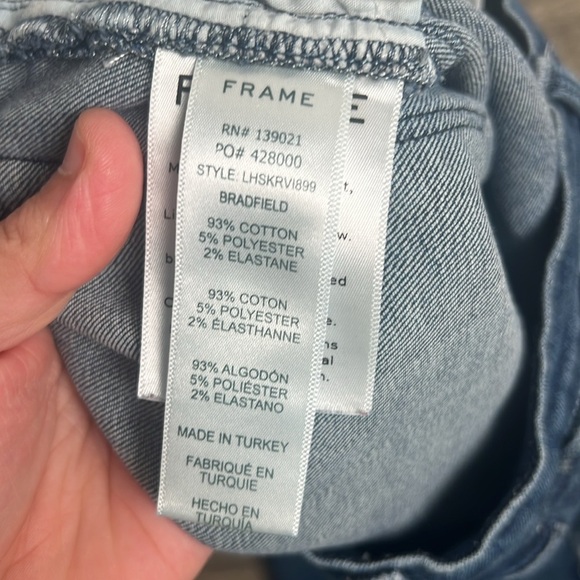 FRAME
RN# 139021
PO# 428000
STYLE: LHSKRVI899
BRADFIELD
93% COTTON
5% POLYESTER
2% ELASTANE
93% COTON
5% POLYESTER
2% ÉLASTHANNE
93% ALGODÓN
5% POLIÉSTER
2% ELASTANO
MADE IN TURKEY
FABRIQUÉ EN
TURQUIE
HECHO EN
TURQUÍA